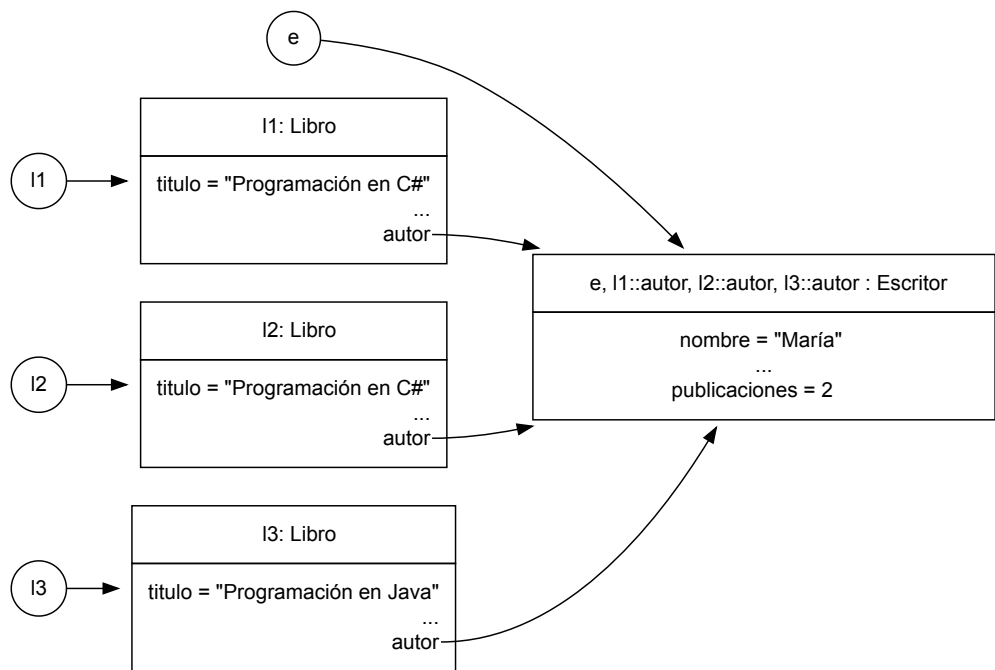 e
l1: Libro
l1
titulo = "Programación en C#"
...
autor
e, l1::autor, l2::autor, l3::autor : Escritor
nombre = "María"
...
publicaciones = 2
l2: Libro
l2
titulo = "Programación en C#"
...
autor
l3: Libro
l3
titulo = "Programación en Java"
...
autor